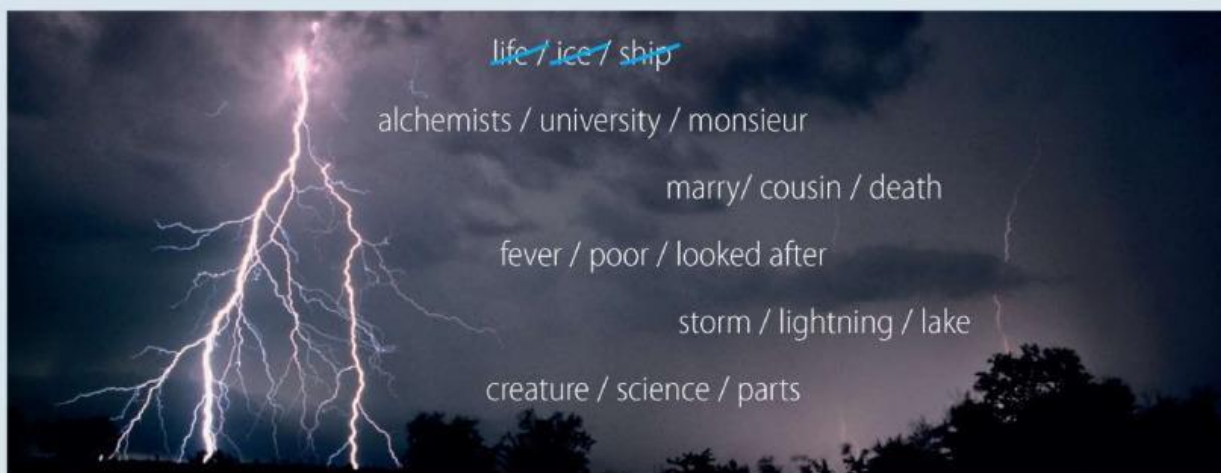 life / ice / ship
alchemists / university / monsieur
marry/ cousin / death
fever / poor / looked after
storm / lightning / lake
creature / science / parts